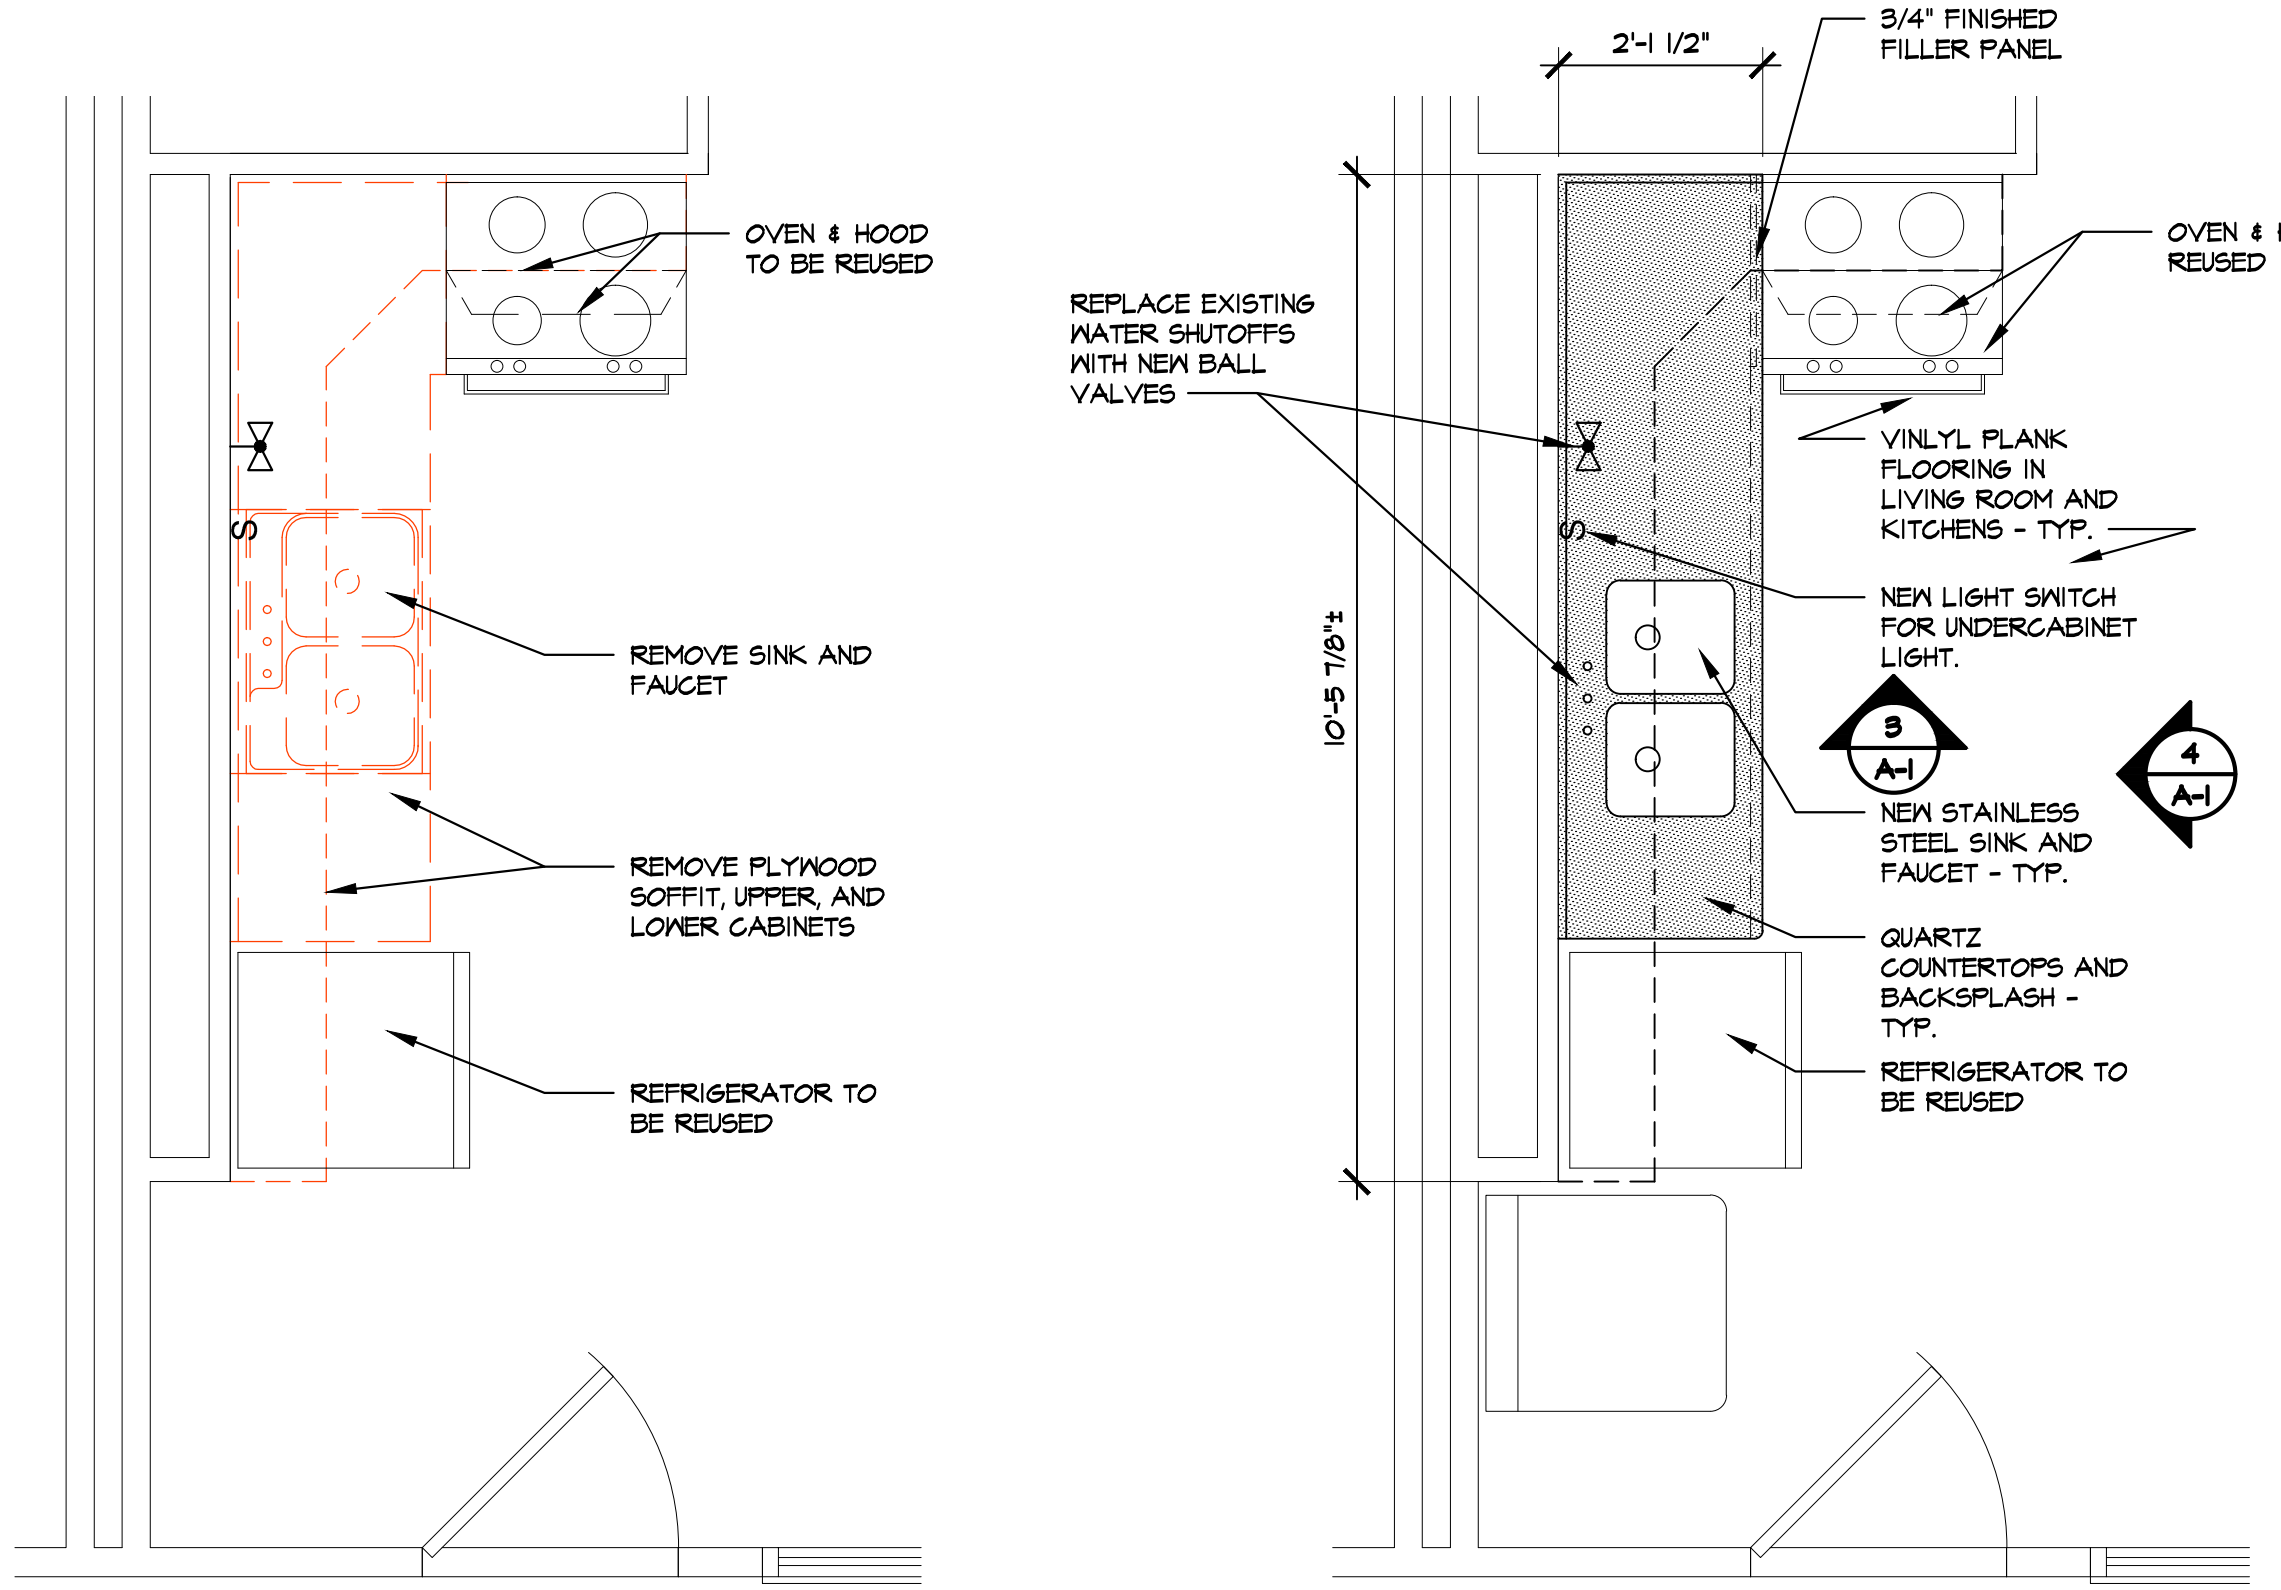 OVEN & HOOD
TO BE REUSED
S
REMOVE SINK AND
FAUCET
REMOVE PLYWOOD
SOFFIT, UPPER, AND
LOWER CABINETS
REFRIGERATOR TO
BE REUSED
2'-1 1/2"
3/4" FINISHED
FILLER PANEL
OVEN &
REUSED
REPLACE EXISTING
WATER SHUTOFFS
WITH NEW BALL
VALVES
VINLYL PLANK
FLOORING IN
LIVING ROOM AND
KITCHENS - TYP.
S
NEW LIGHT SWITCH
FOR UNDERCABINET
LIGHT.
10'-5 7/8"±
3
A-1
4
A-1
NEW STAINLESS
STEEL SINK AND
FAUCET - TYP.
QUARTZ
COUNTERTOPS AND
BACKSPLASH -
TYP.
REFRIGERATOR TO
BE REUSED